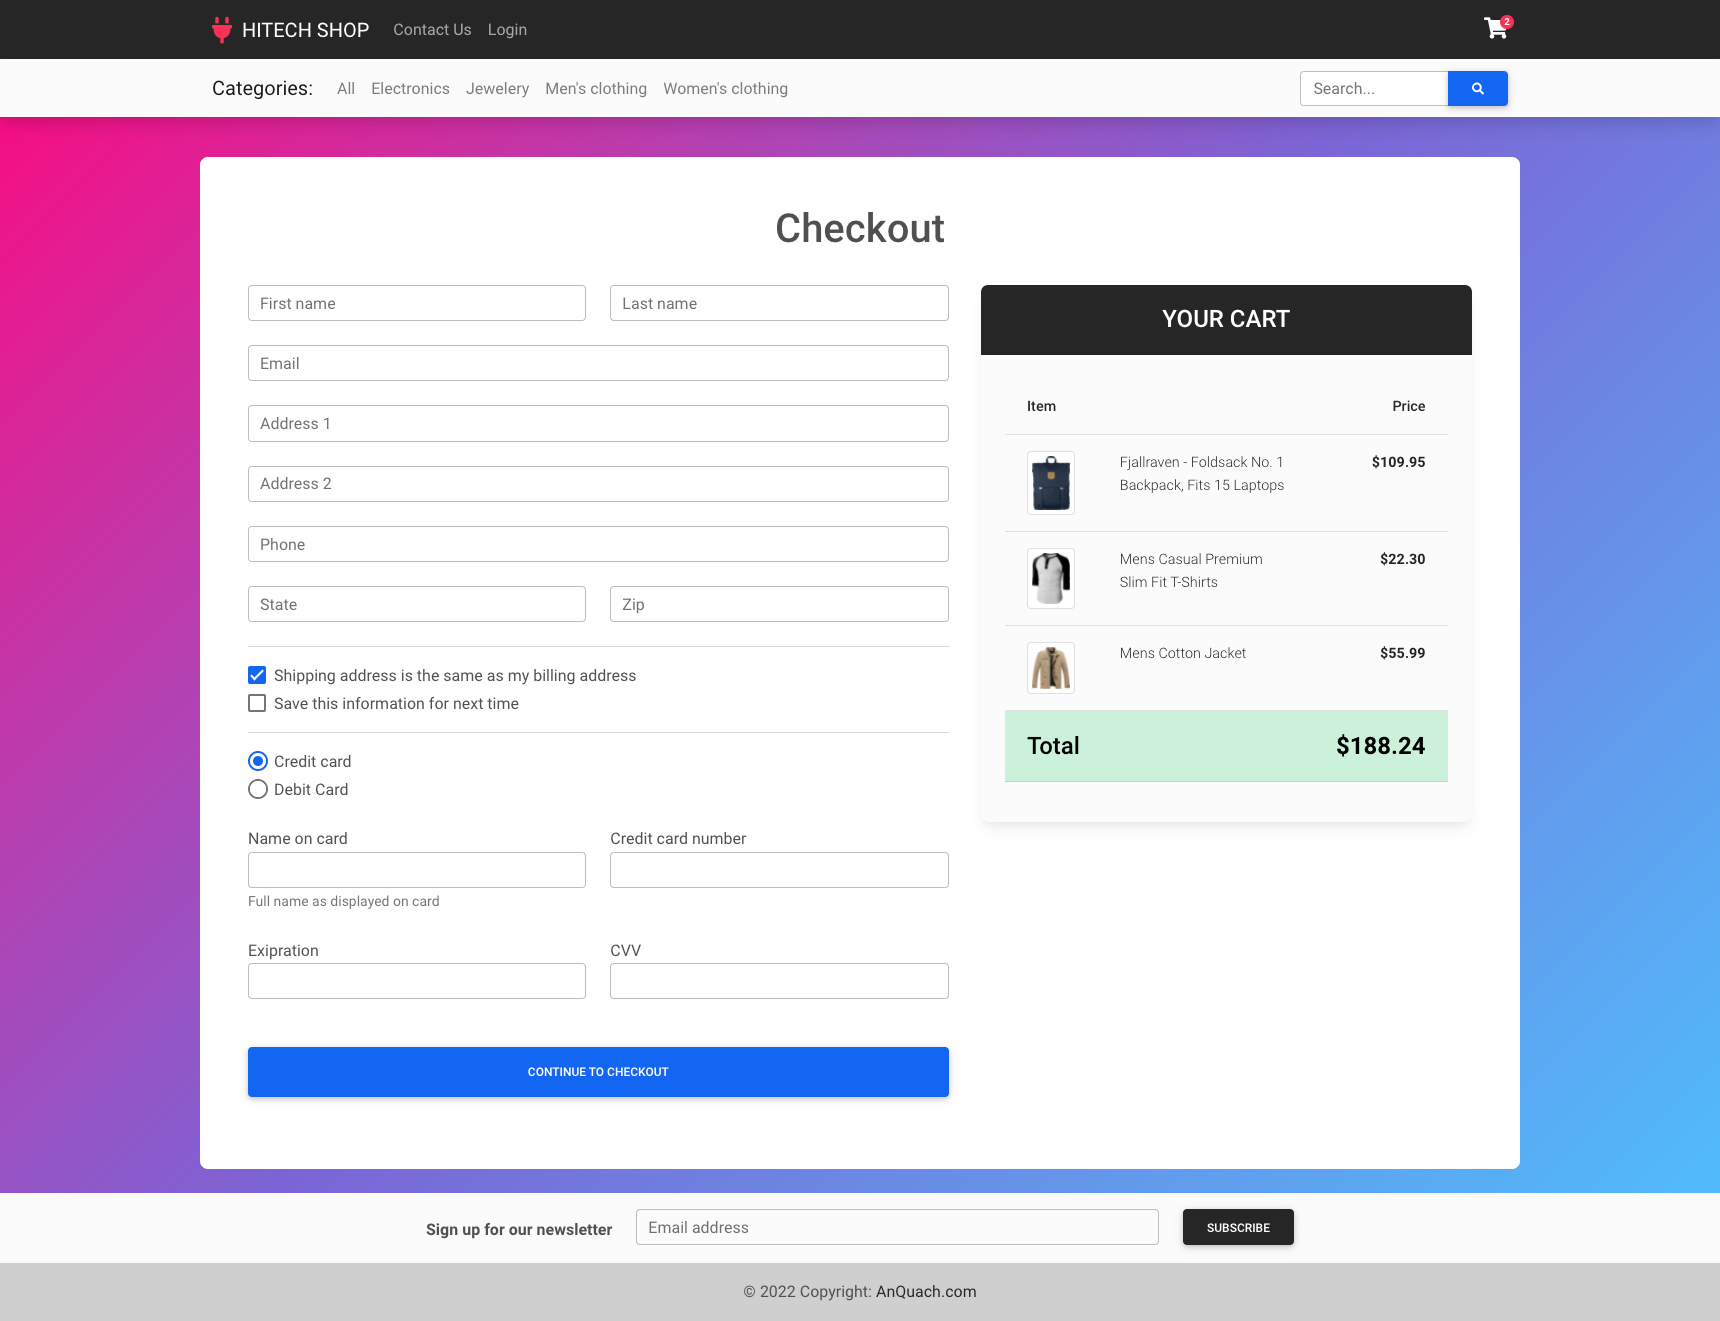 HITECH SHOP Contact Us Login 2
Categories: All Electronics Jewelery Men's clothing Women's clothing Search...
Checkout
First name Last name
Email
Address 1
Address 2
Phone
State Zip
Shipping address is the same as my billing address
Save this information for next time
Credit card
Debit Card
Name on card Credit card number
Full name as displayed on card
Exipration CVV
CONTINUE TO CHECKOUT
YOUR CART
Item Price
Fjallraven - Foldsack No. 1 $109.95
Backpack, Fits 15 Laptops
Mens Casual Premium $22.30
Slim Fit T-Shirts
Mens Cotton Jacket $55.99
Total $188.24
Sign up for our newsletter Email address SUBSCRIBE
© 2022 Copyright: AnQuach.com